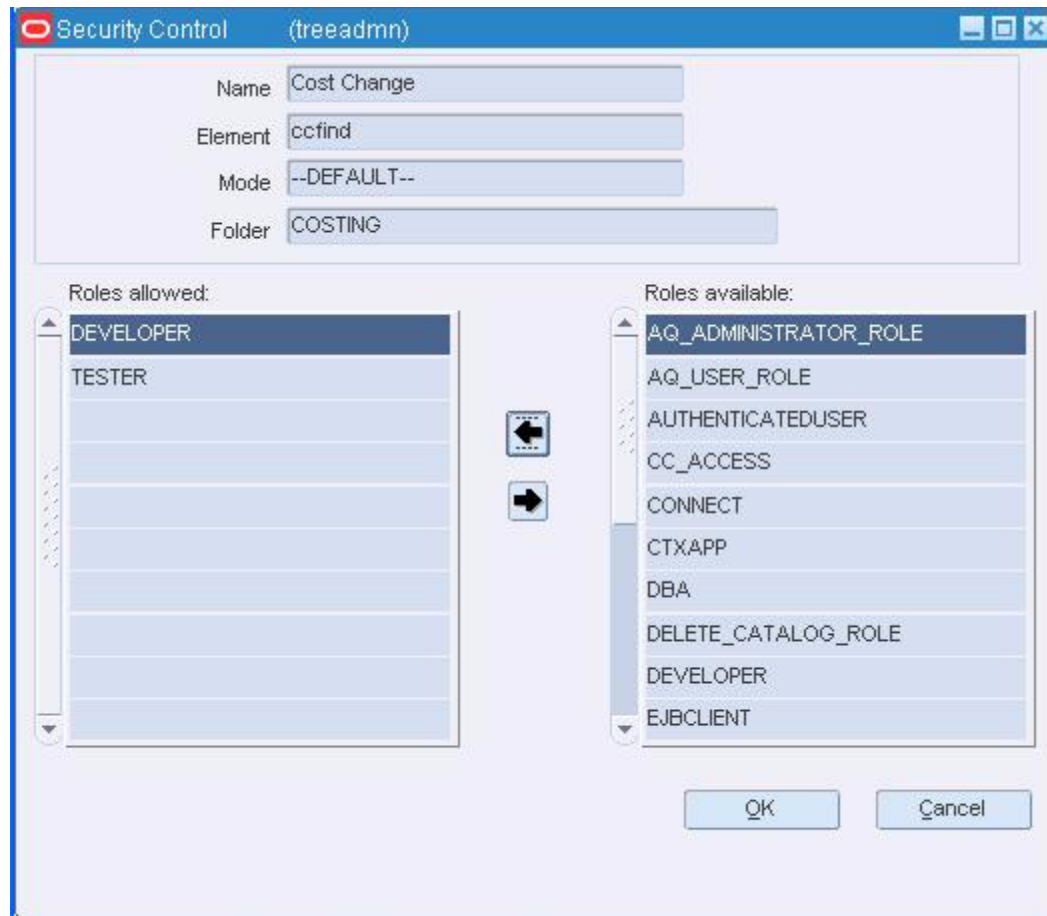 Security Control (treeadmn)
Name Cost Change
Element ccfind
Mode --DEFAULT--
Folder COSTING
Roles allowed:
DEVELOPER
TESTER
Roles available:
AQ_ADMINISTRATOR_ROLE
AQ_USER_ROLE
AUTHENTICATEDUSER
CC_ACCESS
CONNECT
CTXAPP
DBA
DELETE_CATALOG_ROLE
DEVELOPER
EJBCLIENT
OK Cancel